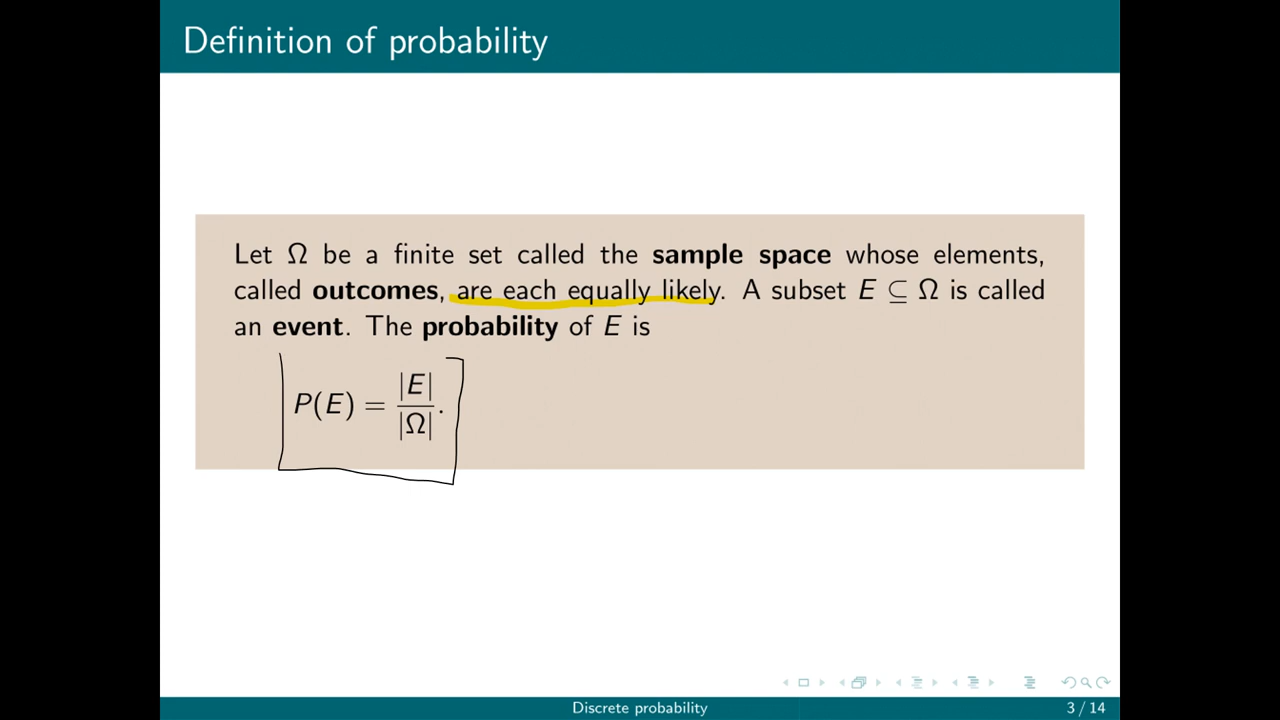 Definition of probability
Let Ω be a finite set called the sample space whose elements,
called outcomes, are each equally likely. A subset E ⊆ Ω is called
an event. The probability of E is
P(E) = |E| / |Ω|.
Discrete probability
3 / 14